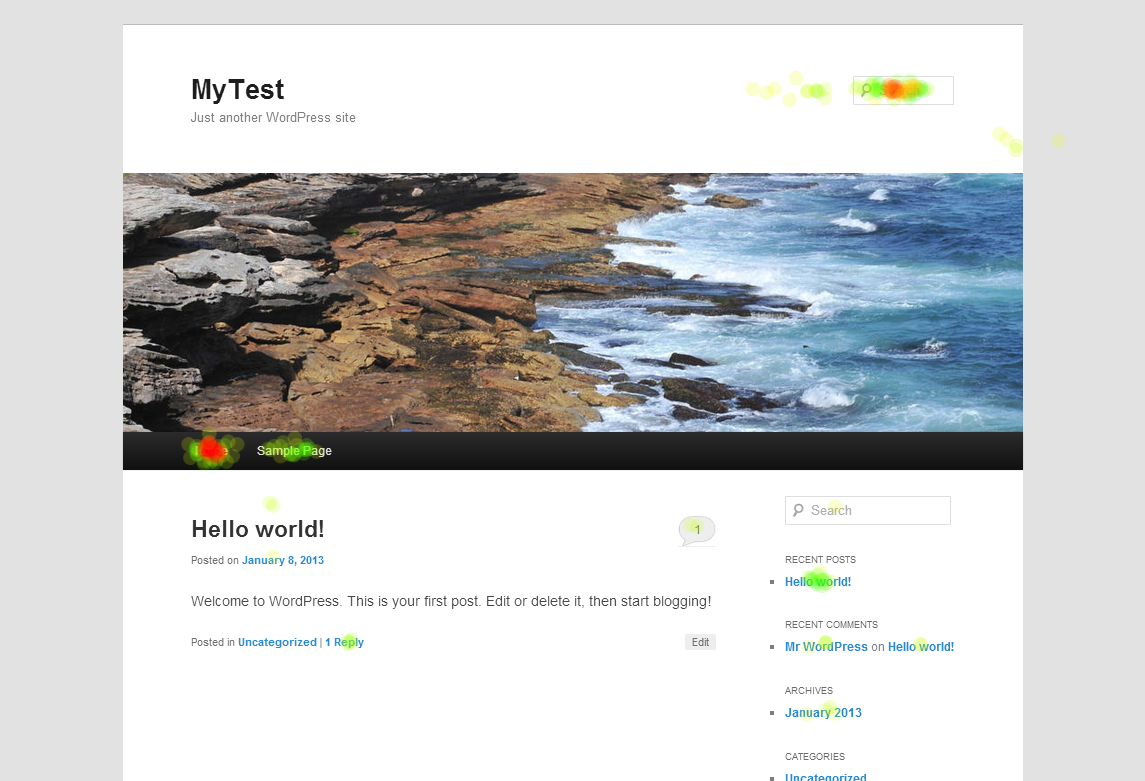 MyTest
Just another WordPress site
Sample Page
Hello world!
1
Posted on January 8, 2013
Welcome to WordPress. This is your first post. Edit or delete it, then start blogging!
Posted in Uncategorized | 1 Reply
Edit
Search
RECENT POSTS
Hello world!
RECENT COMMENTS
Mr WordPress on Hello world!
ARCHIVES
January 2013
CATEGORIES
Uncategorized